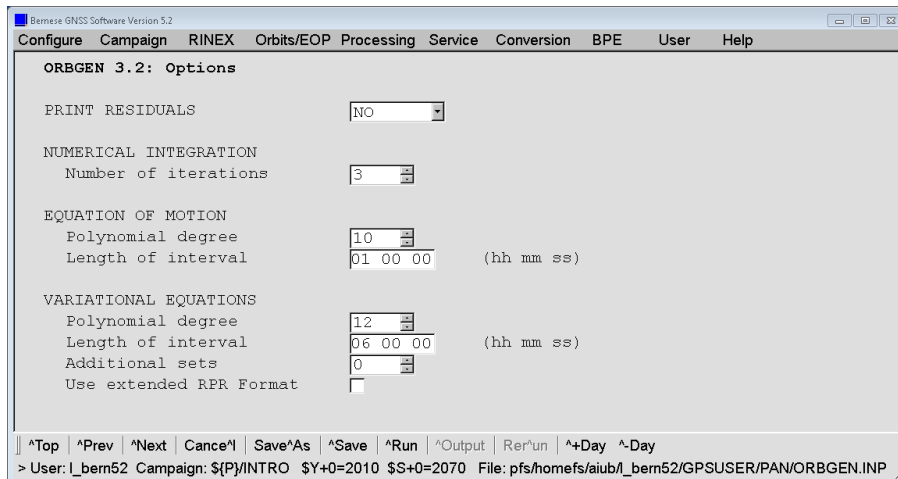 Bernese GNSS Software Version 5.2
Configure Campaign RINEX Orbits/EOP Processing Service Conversion BPE User Help
ORBGEN 3.2: Options
PRINT RESIDUALS NO
NUMERICAL INTEGRATION
Number of iterations 3
EQUATION OF MOTION
Polynomial degree 10
Length of interval 01 00 00 (hh mm ss)
VARIATIONAL EQUATIONS
Polynomial degree 12
Length of interval 06 00 00 (hh mm ss)
Additional sets 0
Use extended RPR Format
^Top | ^Prev | ^Next | Cance^l | Save^As | ^Save | ^Run | ^Output | Rer^un | ^+Day ^-Day
> User: l_bern52 Campaign: ${P}/INTRO $Y+0=2010 $S+0=2070 File: pfs/homefs/aiub/l_bern52/GPSUSER/PAN/ORBGEN.INP